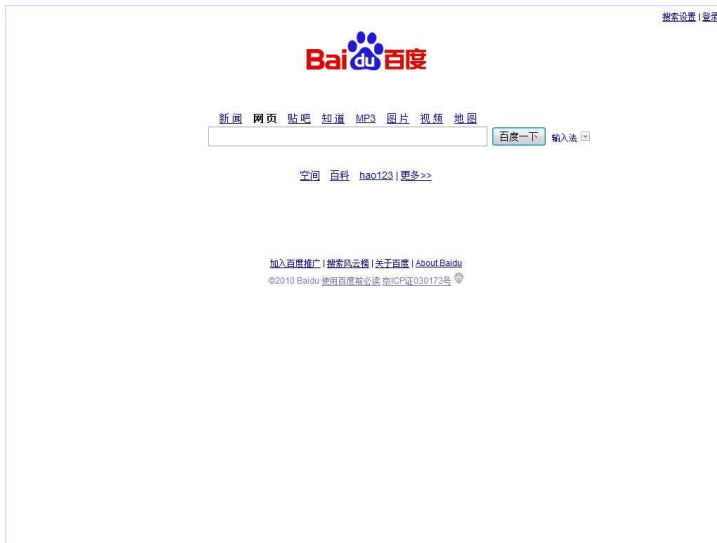 搜索设置 | 登录
Bai du 百度
新闻 网页 贴吧 知道 MP3 图片 视频 地图
百度一下 输入法
空间 百科 hao123 | 更多>>
加入百度推广 | 搜索风云榜 | 关于百度 | About Baidu
©2010 Baidu 使用百度前必读 京ICP证030173号